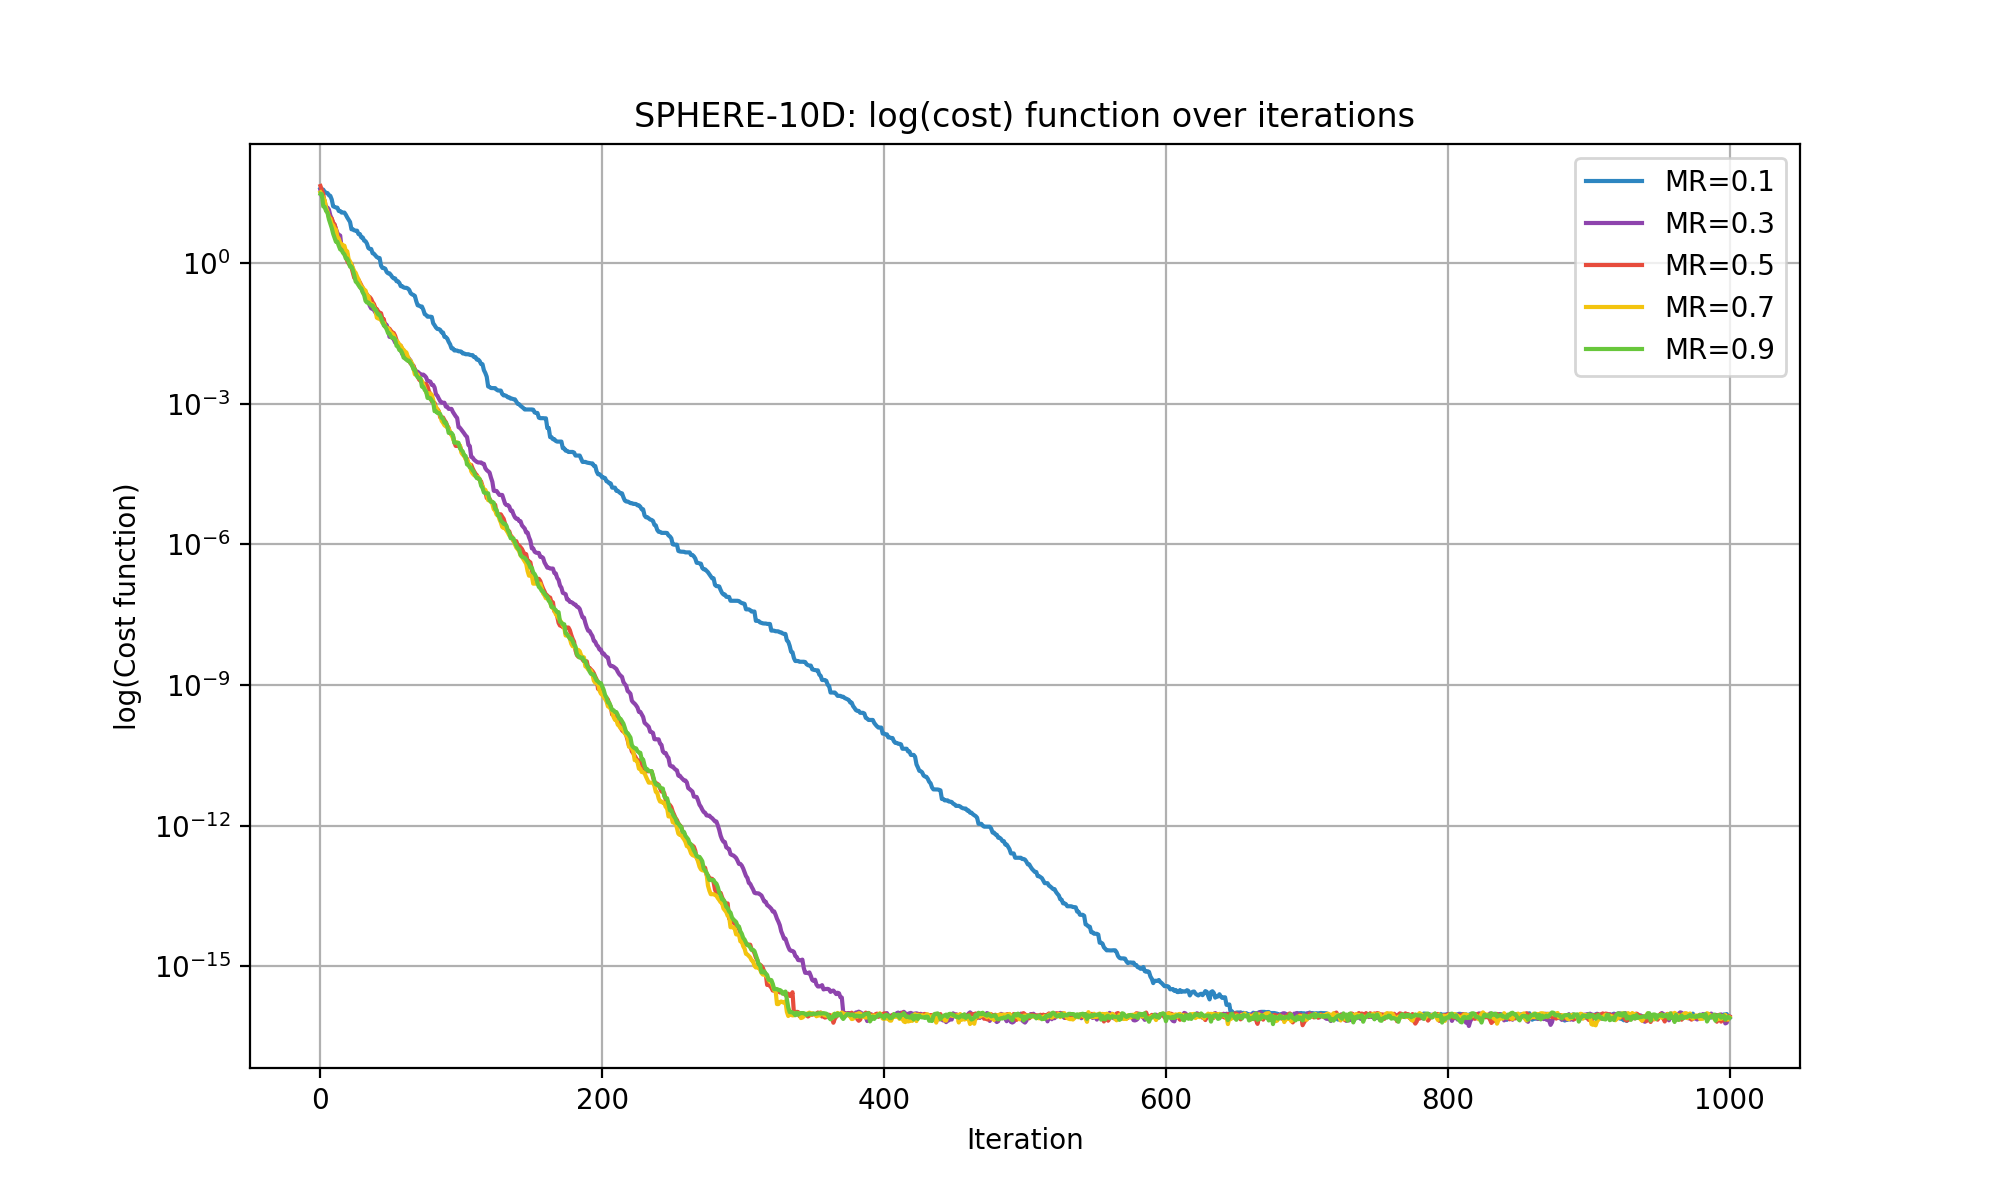 SPHERE-10D: log(cost) function over iterations
MR=0.1
MR=0.3
MR=0.5
MR=0.7
MR=0.9
log(Cost function)
10⁰
10⁻³
10⁻⁶
10⁻⁹
10⁻¹²
10⁻¹⁵
0 200 400 600 800 1000
Iteration